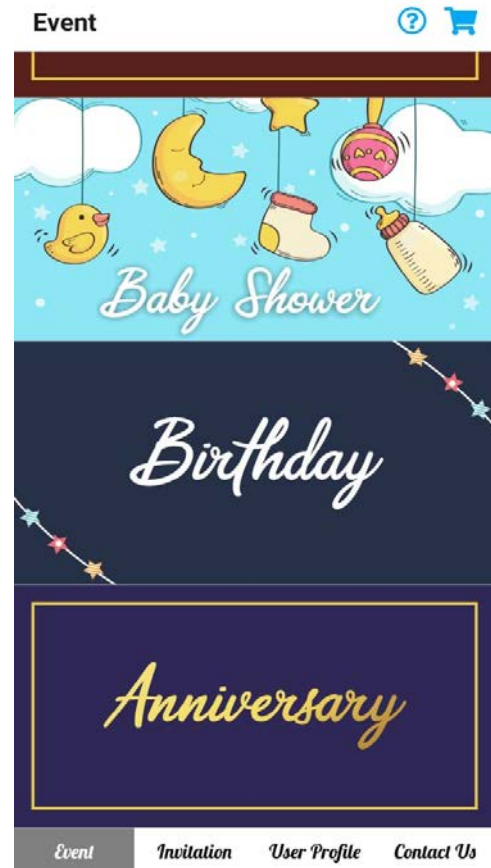 Event
Baby Shower
Birthday
Anniversary
Event Invitation User Profile Contact Us